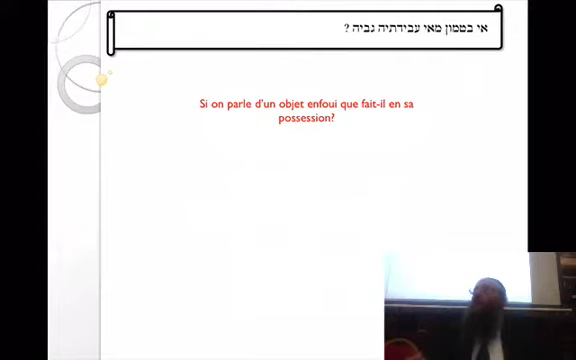 אי בטמון מאי עבידתיה גביה ?
Si on parle d'un objet enfoui que fait-il en sa
possession?